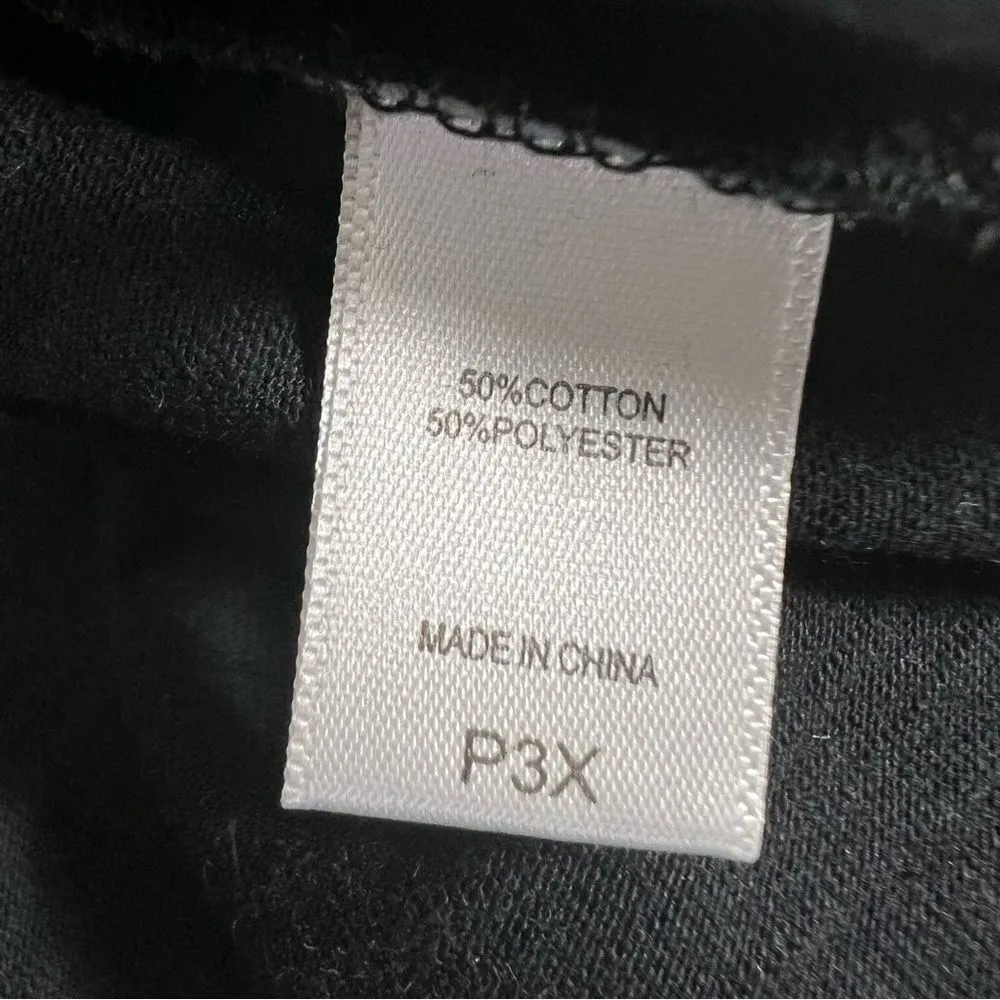 50%COTTON
50%POLYESTER
MADE IN CHINA
P3X